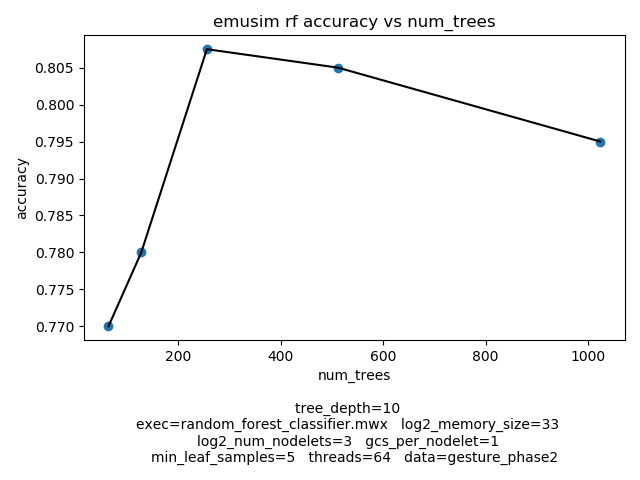 emusim rf accuracy vs num_trees
0.805
0.800
0.795
0.790
0.785
0.780
0.775
0.770
accuracy
200 400 600 800 1000
num_trees
tree_depth=10
exec=random_forest_classifier.mwx log2_memory_size=33
log2_num_nodelets=3 gcs_per_nodelet=1
min_leaf_samples=5 threads=64 data=gesture_phase2